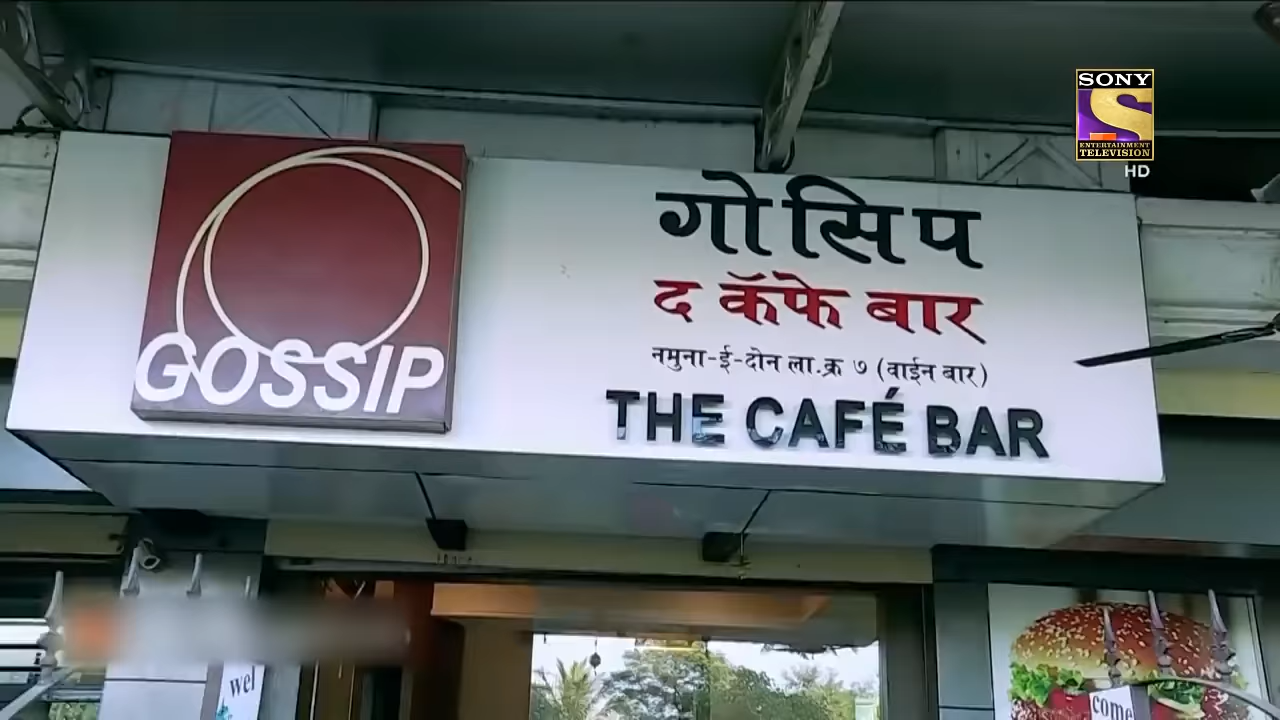 SONY
ENTERTAINMENT
TELEVISION
HD
GOSSIP
गोसिप
द कॅफे बार
नमुना-ई-दोन ला.क्र ७ (वाईन बार)
THE CAFÉ BAR
wel
come